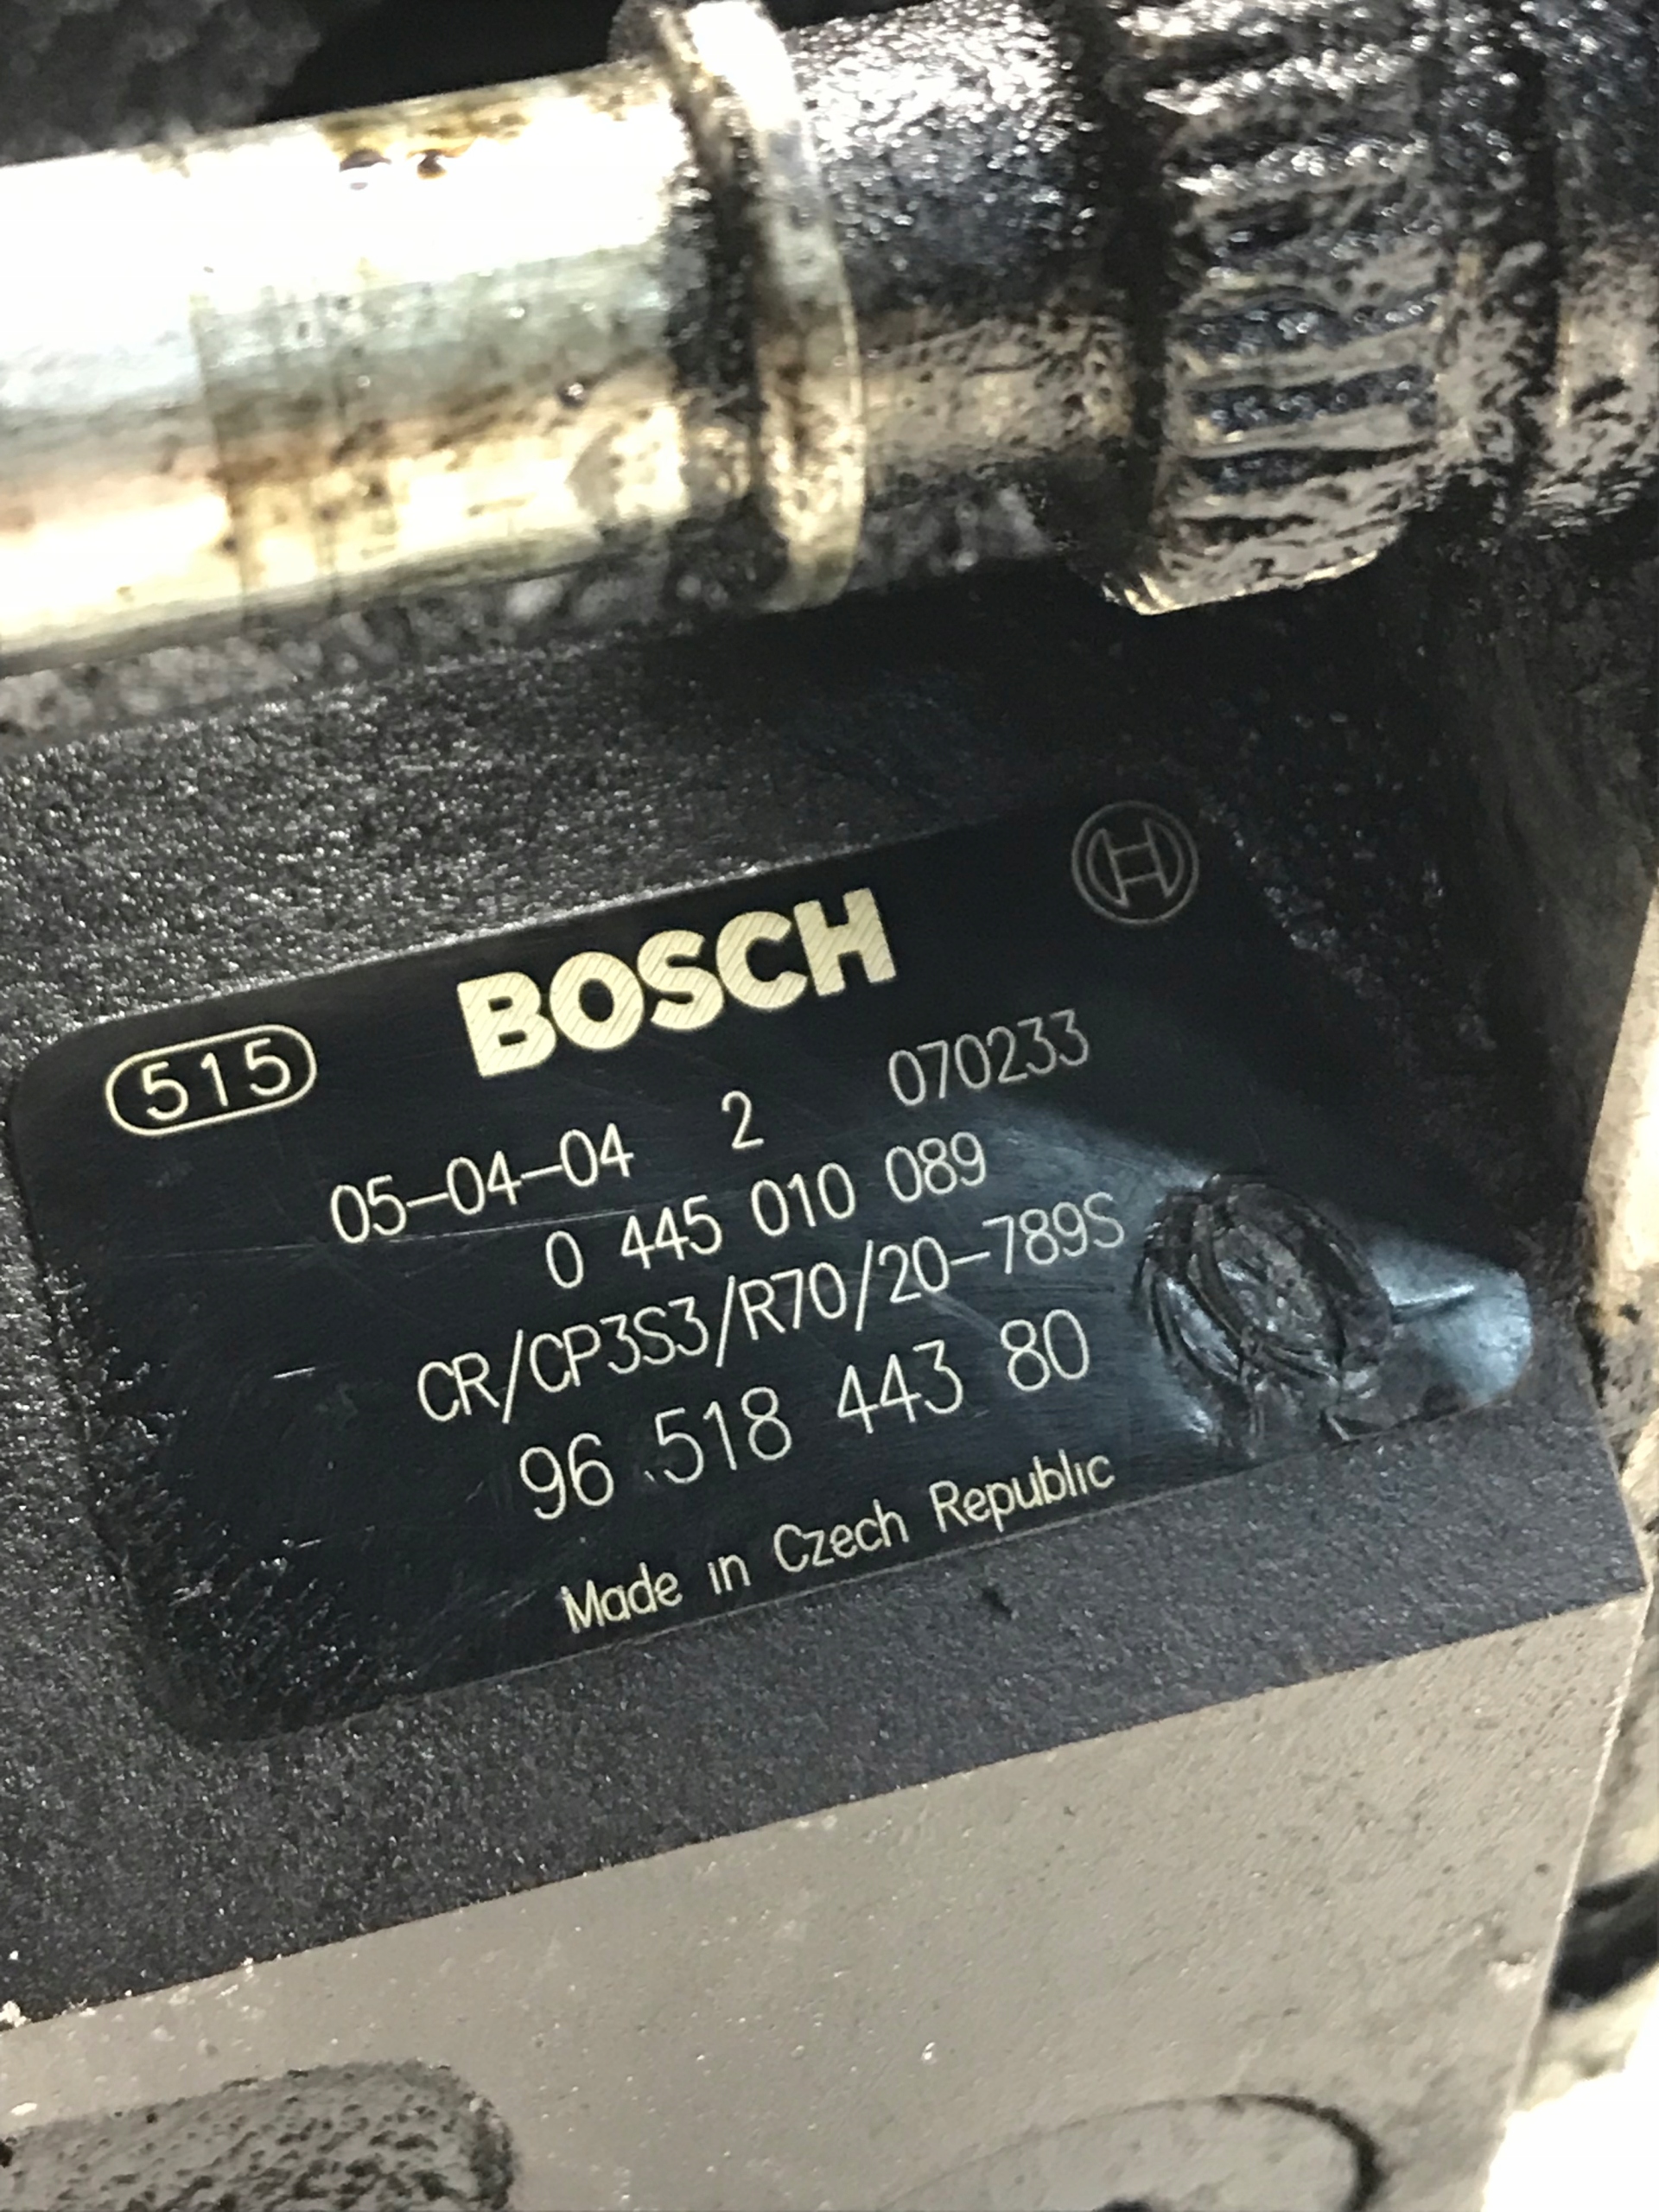 BOSCH
515
05-04-04 2 070233
0 445 010 089
CR/CP3S3/R70/20-789S
96 518 443 80
Made in Czech Republic